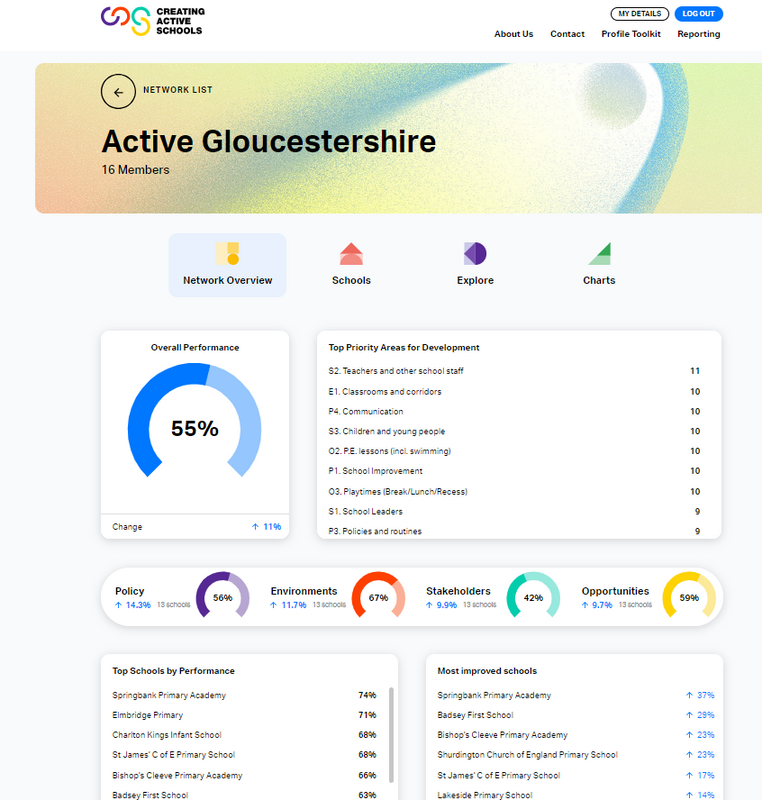 CREATING
ACTIVE
SCHOOLS
MY DETAILS
LOG OUT
About Us
Contact
Profile Toolkit
Reporting
NETWORK LIST
Active Gloucestershire
16 Members
Network Overview
Schools
Explore
Charts
Overall Performance
55%
Change
↑ 11%
Top Priority Areas for Development
S2. Teachers and other school staff 11
E1. Classrooms and corridors 10
P4. Communication 10
S3. Children and young people 10
O2. P.E. lessons (incl. swimming) 10
P1. School Improvement 10
O3. Playtimes (Break/Lunch/Recess) 10
S1. School Leaders 9
P3. Policies and routines 9
Policy
↑ 14.3% 13 schools
56%
Environments
↑ 11.7% 13 schools
67%
Stakeholders
↑ 9.9% 13 schools
42%
Opportunities
↑ 9.7% 13 schools
59%
Top Schools by Performance
Springbank Primary Academy 74%
Elmbridge Primary 71%
Charlton Kings Infant School 68%
St James' C of E Primary School 68%
Bishop's Cleeve Primary Academy 66%
Badsey First School 63%
Most improved schools
Springbank Primary Academy ↑ 37%
Badsey First School ↑ 29%
Bishop's Cleeve Primary Academy ↑ 23%
Shurdington Church of England Primary School ↑ 23%
St James' C of E Primary School ↑ 17%
Lakeside Primary School ↑ 14%